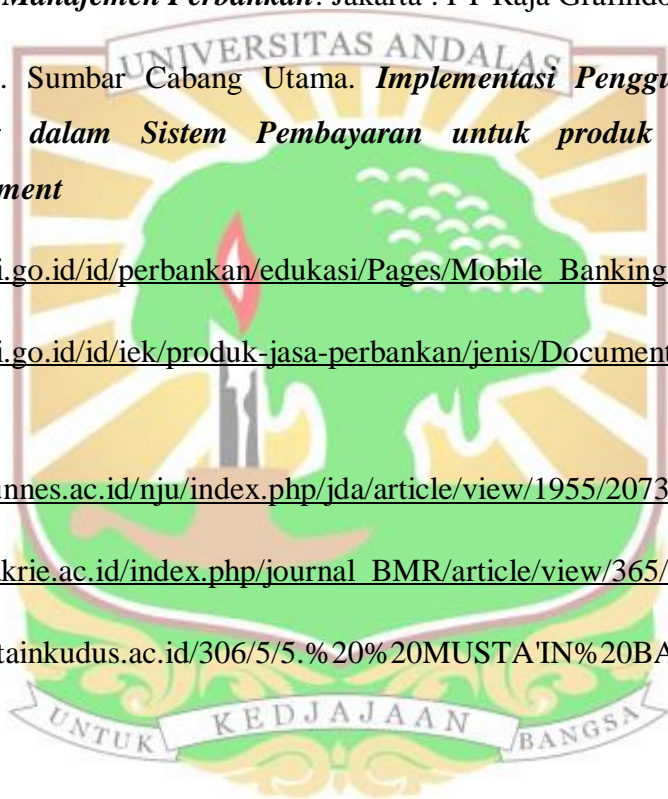 Manajemen Perbankan. Jakarta : PT Raja Grafindo
UNIVERSITAS ANDALAS
. Sumbar Cabang Utama. Implementasi Penggu
dalam Sistem Pembayaran untuk produk
ment
i.go.id/id/perbankan/edukasi/Pages/Mobile_Banking
i.go.id/id/iek/produk-jasa-perbankan/jenis/Document
unnes.ac.id/nju/index.php/jda/article/view/1955/2073
akrie.ac.id/index.php/journal_BMR/article/view/365/
tainkudus.ac.id/306/5/5.%20%20MUSTA'IN%20BA
UNTUK KEDJAJAAN BANGSA